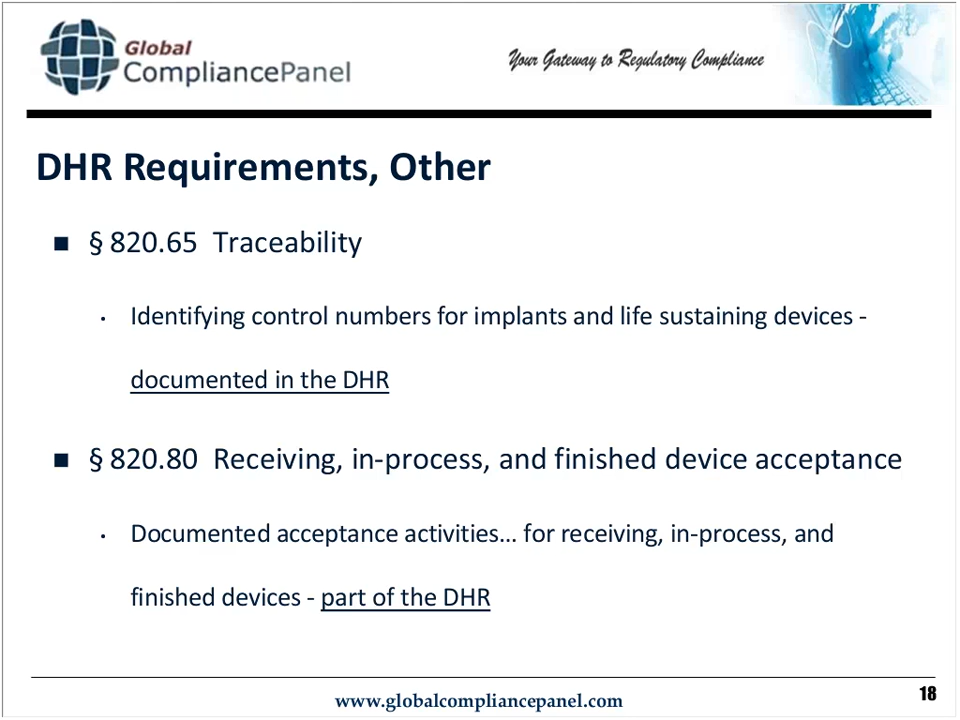 Global
CompliancePanel
Your Gateway to Regulatory Compliance
DHR Requirements, Other
■ § 820.65 Traceability
• Identifying control numbers for implants and life sustaining devices -
documented in the DHR
■ § 820.80 Receiving, in-process, and finished device acceptance
• Documented acceptance activities… for receiving, in-process, and
finished devices - part of the DHR
www.globalcompliancepanel.com
18